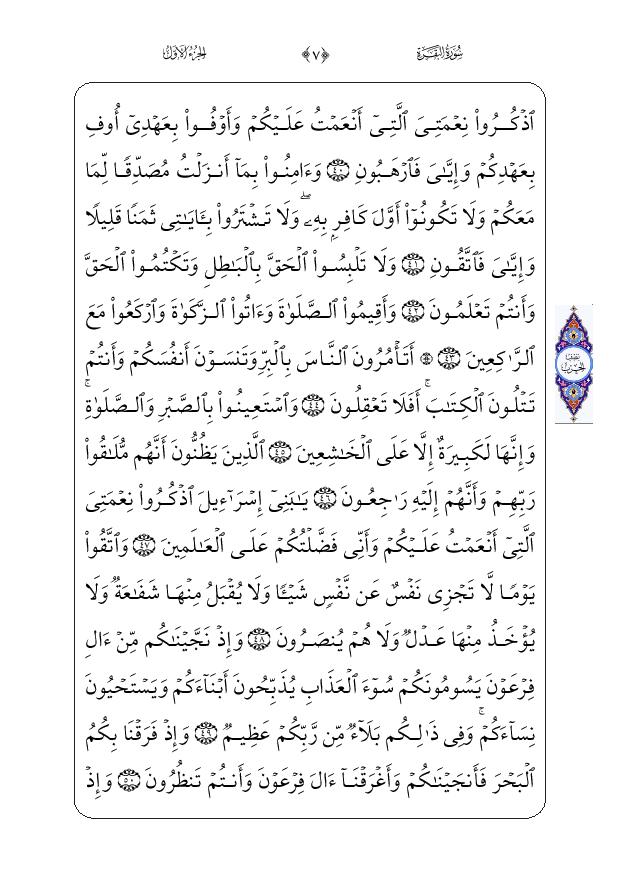 سُورَةُ البَقَرَة ﴿٧﴾ الجُزءُ الأوَّلُ
ٱذۡكُرُواْ نِعۡمَتِيَ ٱلَّتِيٓ أَنۡعَمۡتُ عَلَيۡكُمۡ وَأَوۡفُواْ بِعَهۡدِيٓ أُوفِ
بِعَهۡدِكُمۡ وَإِيَّٰيَ فَٱرۡهَبُونِ ٤٠ وَءَامِنُواْ بِمَآ أَنزَلۡتُ مُصَدِّقٗا لِّمَا
مَعَكُمۡ وَلَا تَكُونُوٓاْ أَوَّلَ كَافِرِۭ بِهِۦۖ وَلَا تَشۡتَرُواْ بِـَٔايَٰتِي ثَمَنٗا قَلِيلٗا
وَإِيَّٰيَ فَٱتَّقُونِ ٤١ وَلَا تَلۡبِسُواْ ٱلۡحَقَّ بِٱلۡبَٰطِلِ وَتَكۡتُمُواْ ٱلۡحَقَّ
وَأَنتُمۡ تَعۡلَمُونَ ٤٢ وَأَقِيمُواْ ٱلصَّلَوٰةَ وَءَاتُواْ ٱلزَّكَوٰةَ وَٱرۡكَعُواْ مَعَ
ٱلرَّٰكِعِينَ ٤٣ ۞ أَتَأۡمُرُونَ ٱلنَّاسَ بِٱلۡبِرِّ وَتَنسَوۡنَ أَنفُسَكُمۡ وَأَنتُمۡ
نصف الحزب
تَتۡلُونَ ٱلۡكِتَٰبَۚ أَفَلَا تَعۡقِلُونَ ٤٤ وَٱسۡتَعِينُواْ بِٱلصَّبۡرِ وَٱلصَّلَوٰةِۚ
وَإِنَّهَا لَكَبِيرَةٌ إِلَّا عَلَى ٱلۡخَٰشِعِينَ ٤٥ ٱلَّذِينَ يَظُنُّونَ أَنَّهُم مُّلَٰقُواْ
رَبِّهِمۡ وَأَنَّهُمۡ إِلَيۡهِ رَٰجِعُونَ ٤٦ يَٰبَنِيٓ إِسۡرَٰٓءِيلَ ٱذۡكُرُواْ نِعۡمَتِيَ
ٱلَّتِيٓ أَنۡعَمۡتُ عَلَيۡكُمۡ وَأَنِّي فَضَّلۡتُكُمۡ عَلَى ٱلۡعَٰلَمِينَ ٤٧ وَٱتَّقُواْ
يَوۡمٗا لَّا تَجۡزِي نَفۡسٌ عَن نَّفۡسٖ شَيۡـٔٗا وَلَا يُقۡبَلُ مِنۡهَا شَفَٰعَةٞ وَلَا
يُؤۡخَذُ مِنۡهَا عَدۡلٞ وَلَا هُمۡ يُنصَرُونَ ٤٨ وَإِذۡ نَجَّيۡنَٰكُم مِّنۡ ءَالِ
فِرۡعَوۡنَ يَسُومُونَكُمۡ سُوٓءَ ٱلۡعَذَابِ يُذَبِّحُونَ أَبۡنَآءَكُمۡ وَيَسۡتَحۡيُونَ
نِسَآءَكُمۡۚ وَفِي ذَٰلِكُم بَلَآءٞ مِّن رَّبِّكُمۡ عَظِيمٞ ٤٩ وَإِذۡ فَرَقۡنَا بِكُمُ
ٱلۡبَحۡرَ فَأَنجَيۡنَٰكُمۡ وَأَغۡرَقۡنَآ ءَالَ فِرۡعَوۡنَ وَأَنتُمۡ تَنظُرُونَ ٥٠ وَإِذۡ